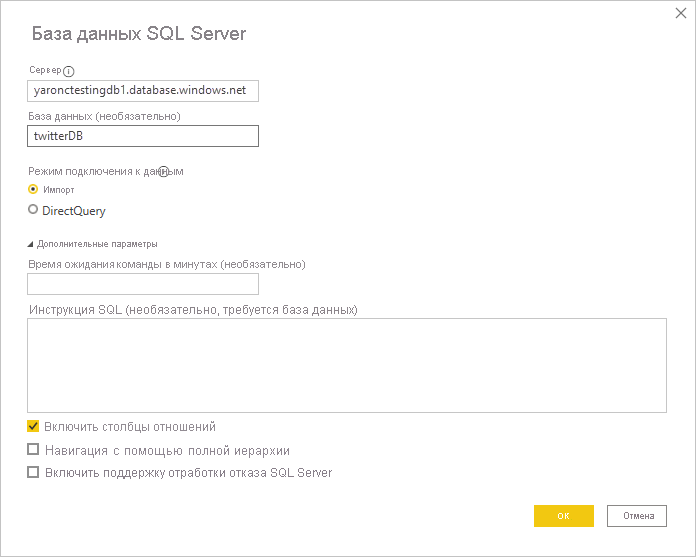 База данных SQL Server
Сервер
yaronctestingdb1.database.windows.net
База данных (необязательно)
twitterDB
Режим подключения к данным
Импорт
DirectQuery
Дополнительные параметры
Время ожидания команды в минутах (необязательно)
Инструкция SQL (необязательно, требуется база данных)
Включить столбцы отношений
Навигация с помощью полной иерархии
Включить поддержку отработки отказа SQL Server
ОК
Отмена